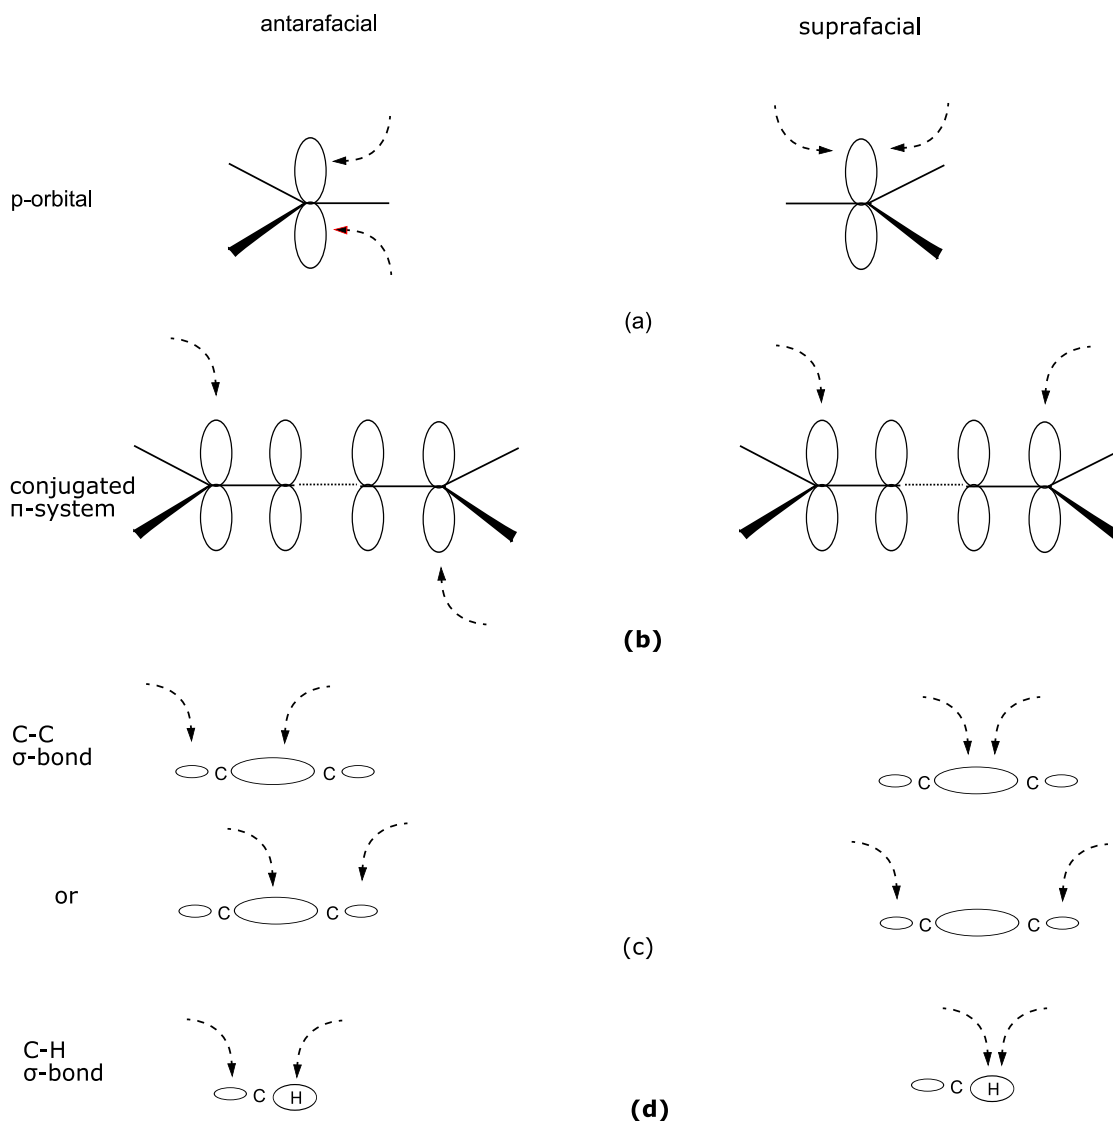 antarafacial
suprafacial
p-orbital
(a)
conjugated
π-system
(b)
C-C
σ-bond
C C
C C
or
C C
C C
(c)
C-H
σ-bond
C H
C H
(d)